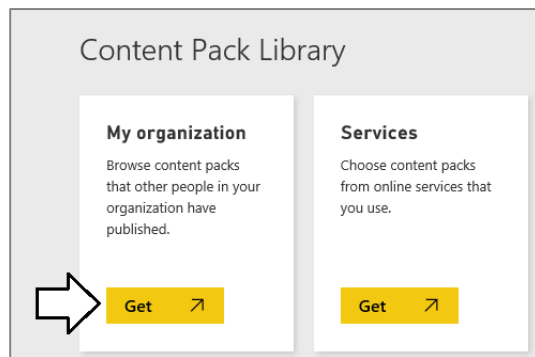 Content Pack Library
My organization
Browse content packs
that other people in your
organization have
published.
Get
Services
Choose content packs
from online services that
you use.
Get